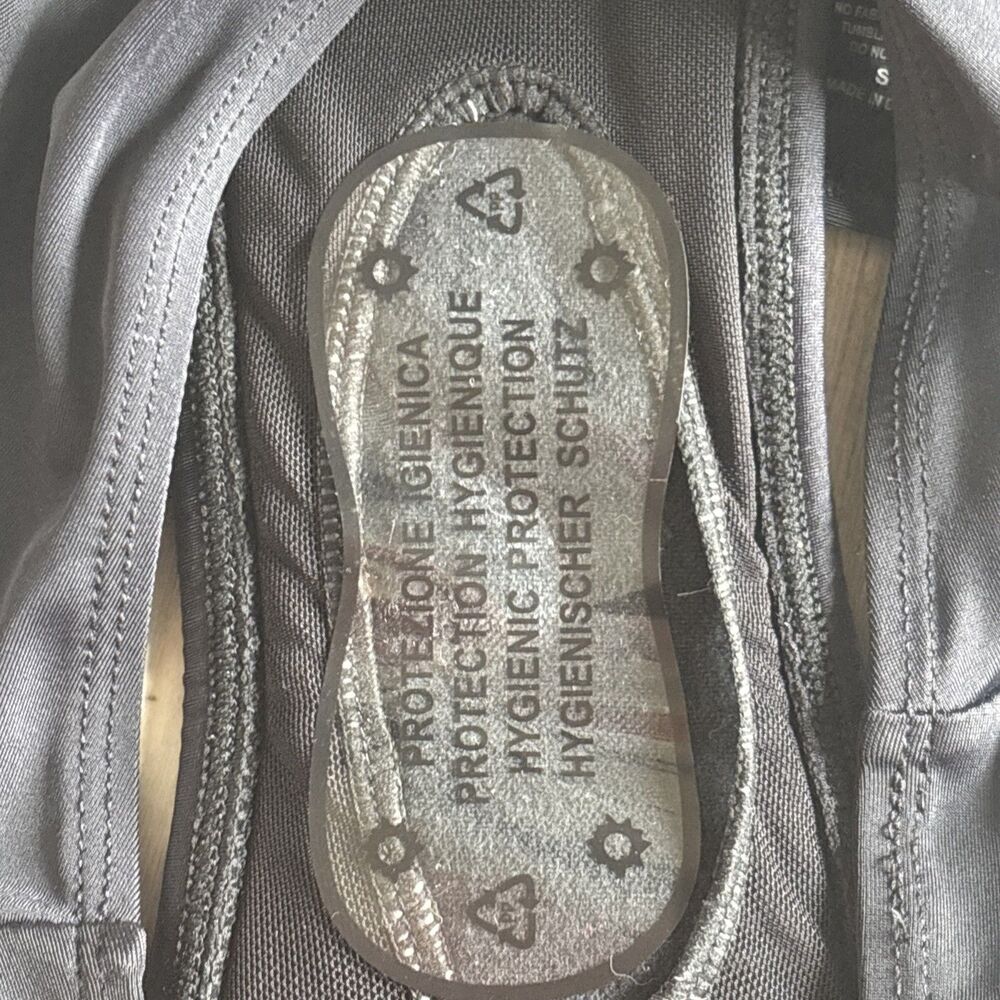 PROTEZIONE IGIENICA
PROTECTION HYGIENIQUE
HYGIENIC PROTECTION
HYGIENISCHER SCHUTZ
S